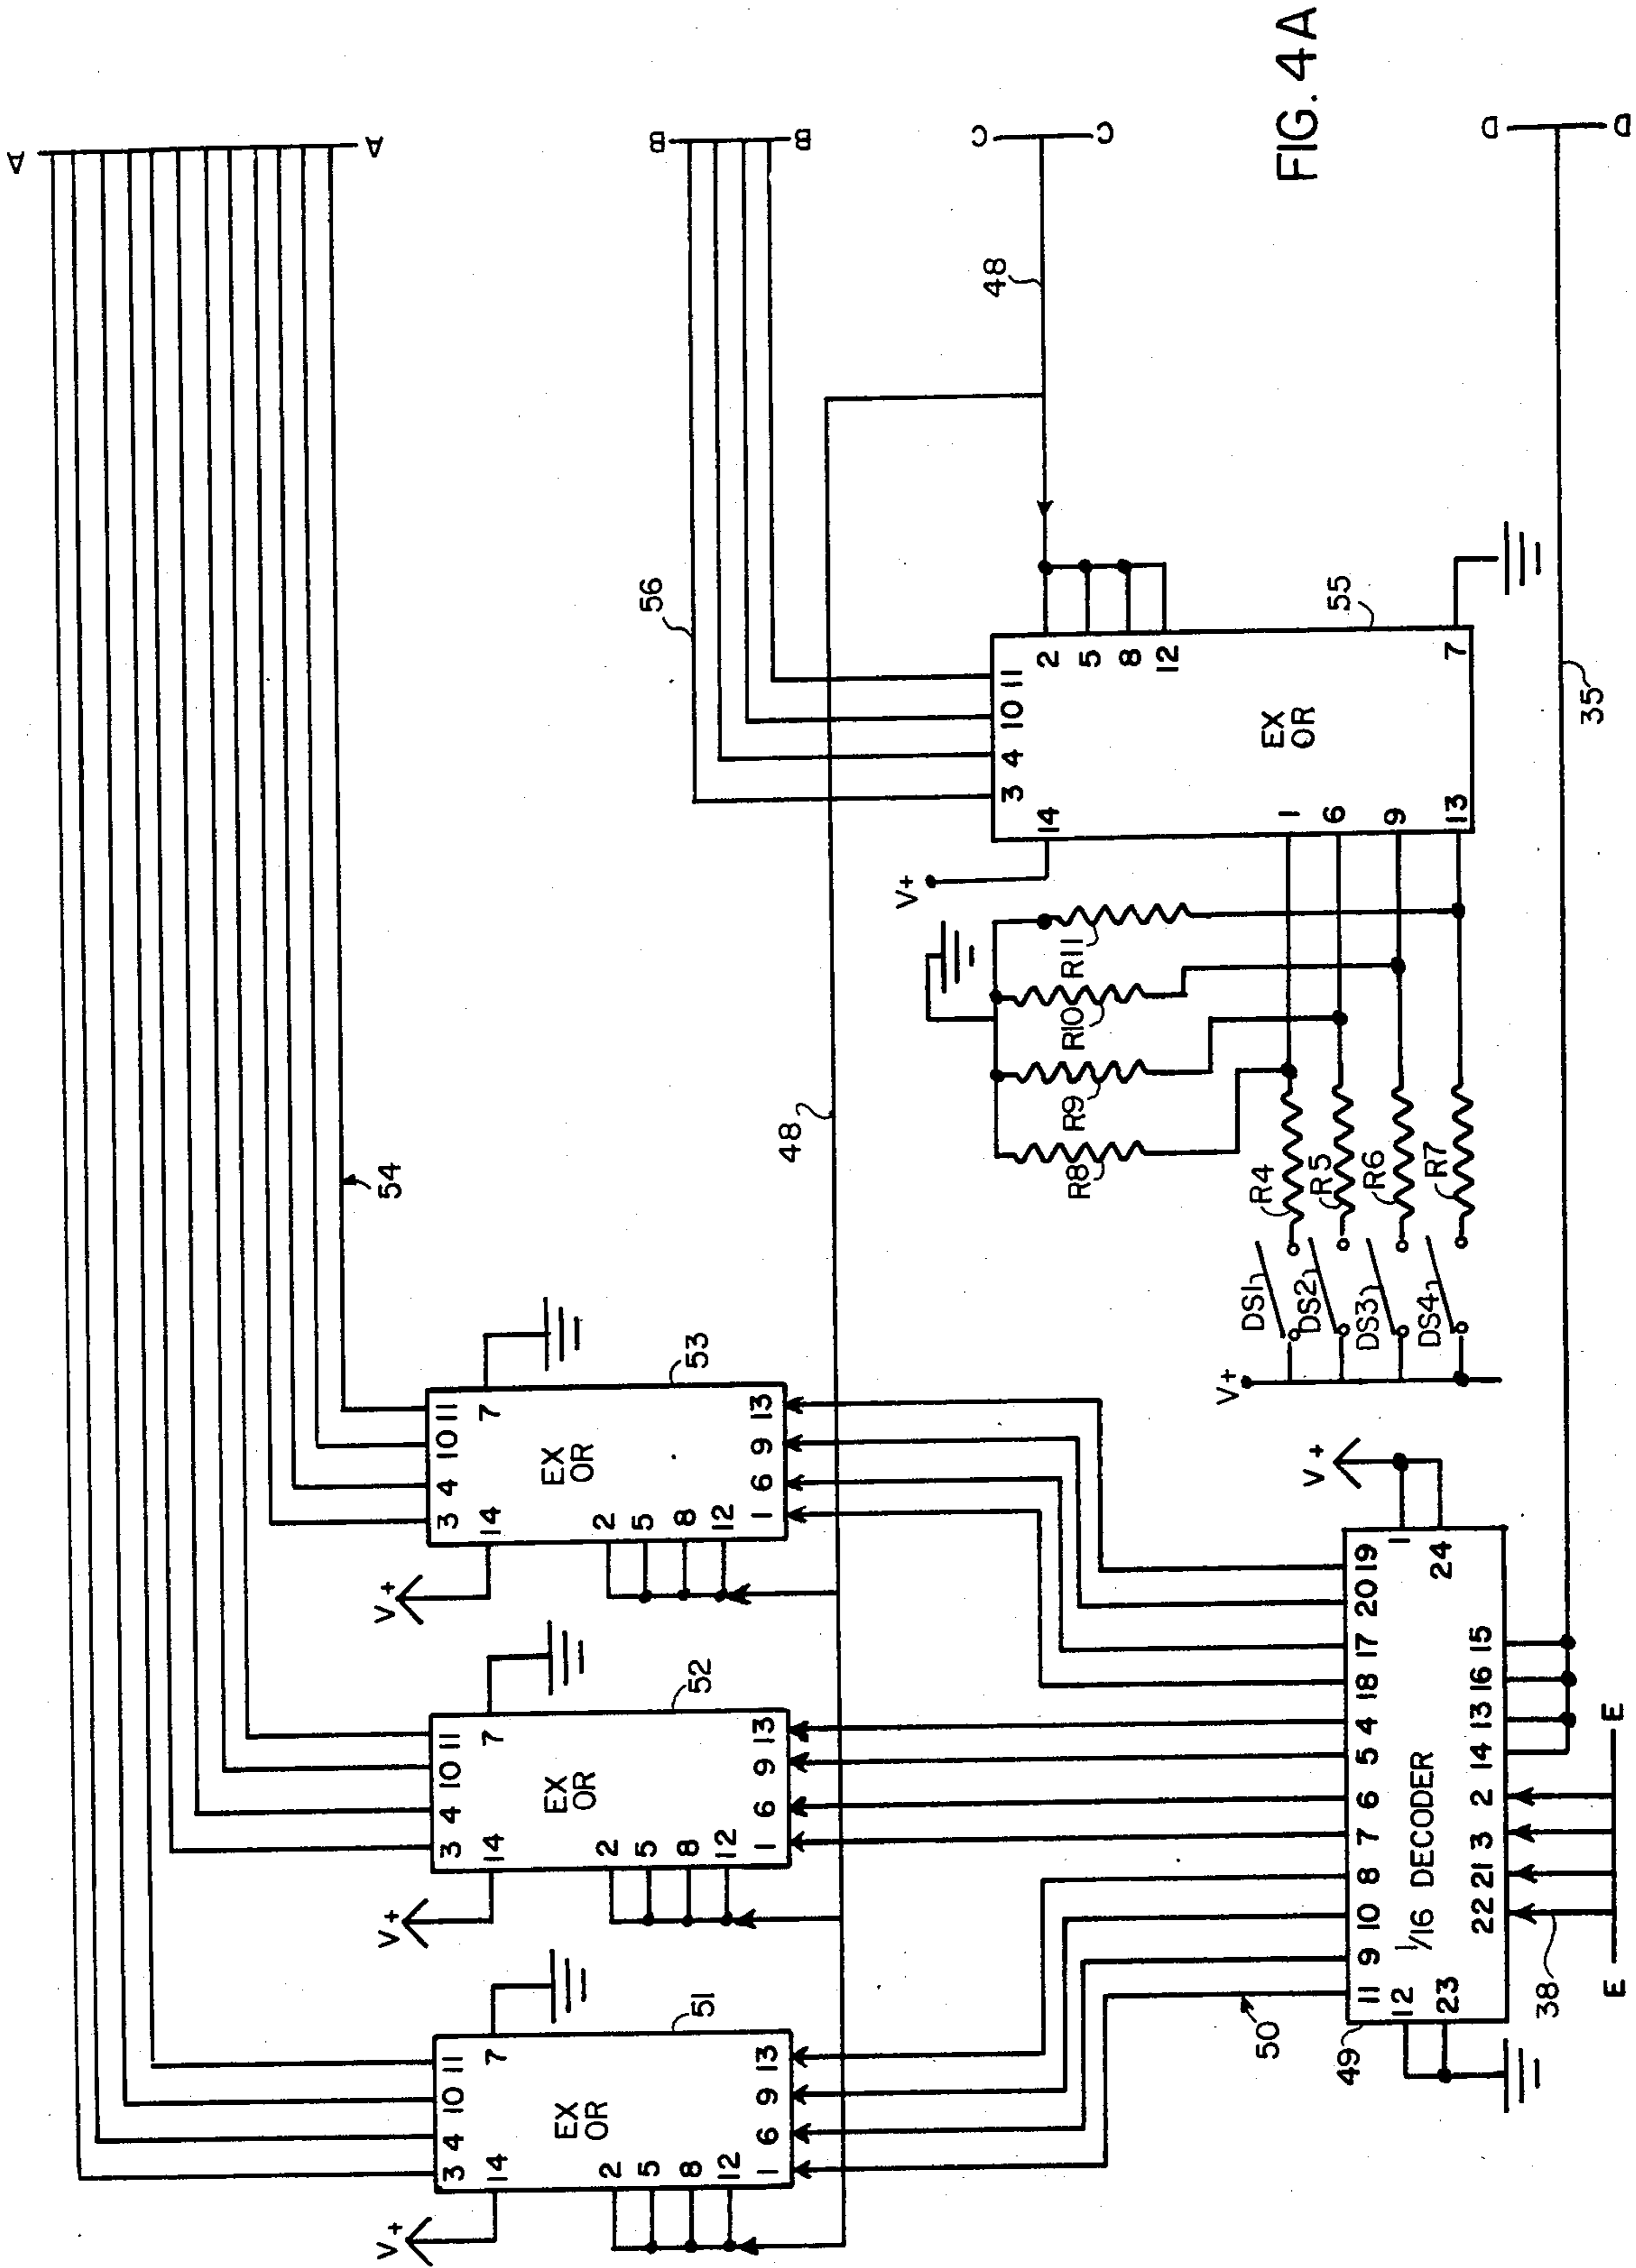 A
A
B
B
C
C
D
D
FIG. 4A
54
56
48
48
35
V+
3 4 10 11
14
7
EX
OR
51
2
5
8
12
1 6 9 13
V+
3 4 10 11
14
7
EX
OR
52
2
5
8
12
1 6 9 13
V+
3 4 10 11
14
7
EX
OR
53
2
5
8
12
1 6 9 13
50
49
11 9 10 8 7 6 5 4 18 17 20 19
12
23
1/16 DECODER
1
24
V+
22 21 3 2 14 13 16 15
38
E
E
V+
DS1
DS2
DS3
DS4
R4
R5
R6
R7
R8
R9
R10
R11
V+
3 4 10 11
14
2
5
8
12
EX
OR
1
6
9
13
7
55